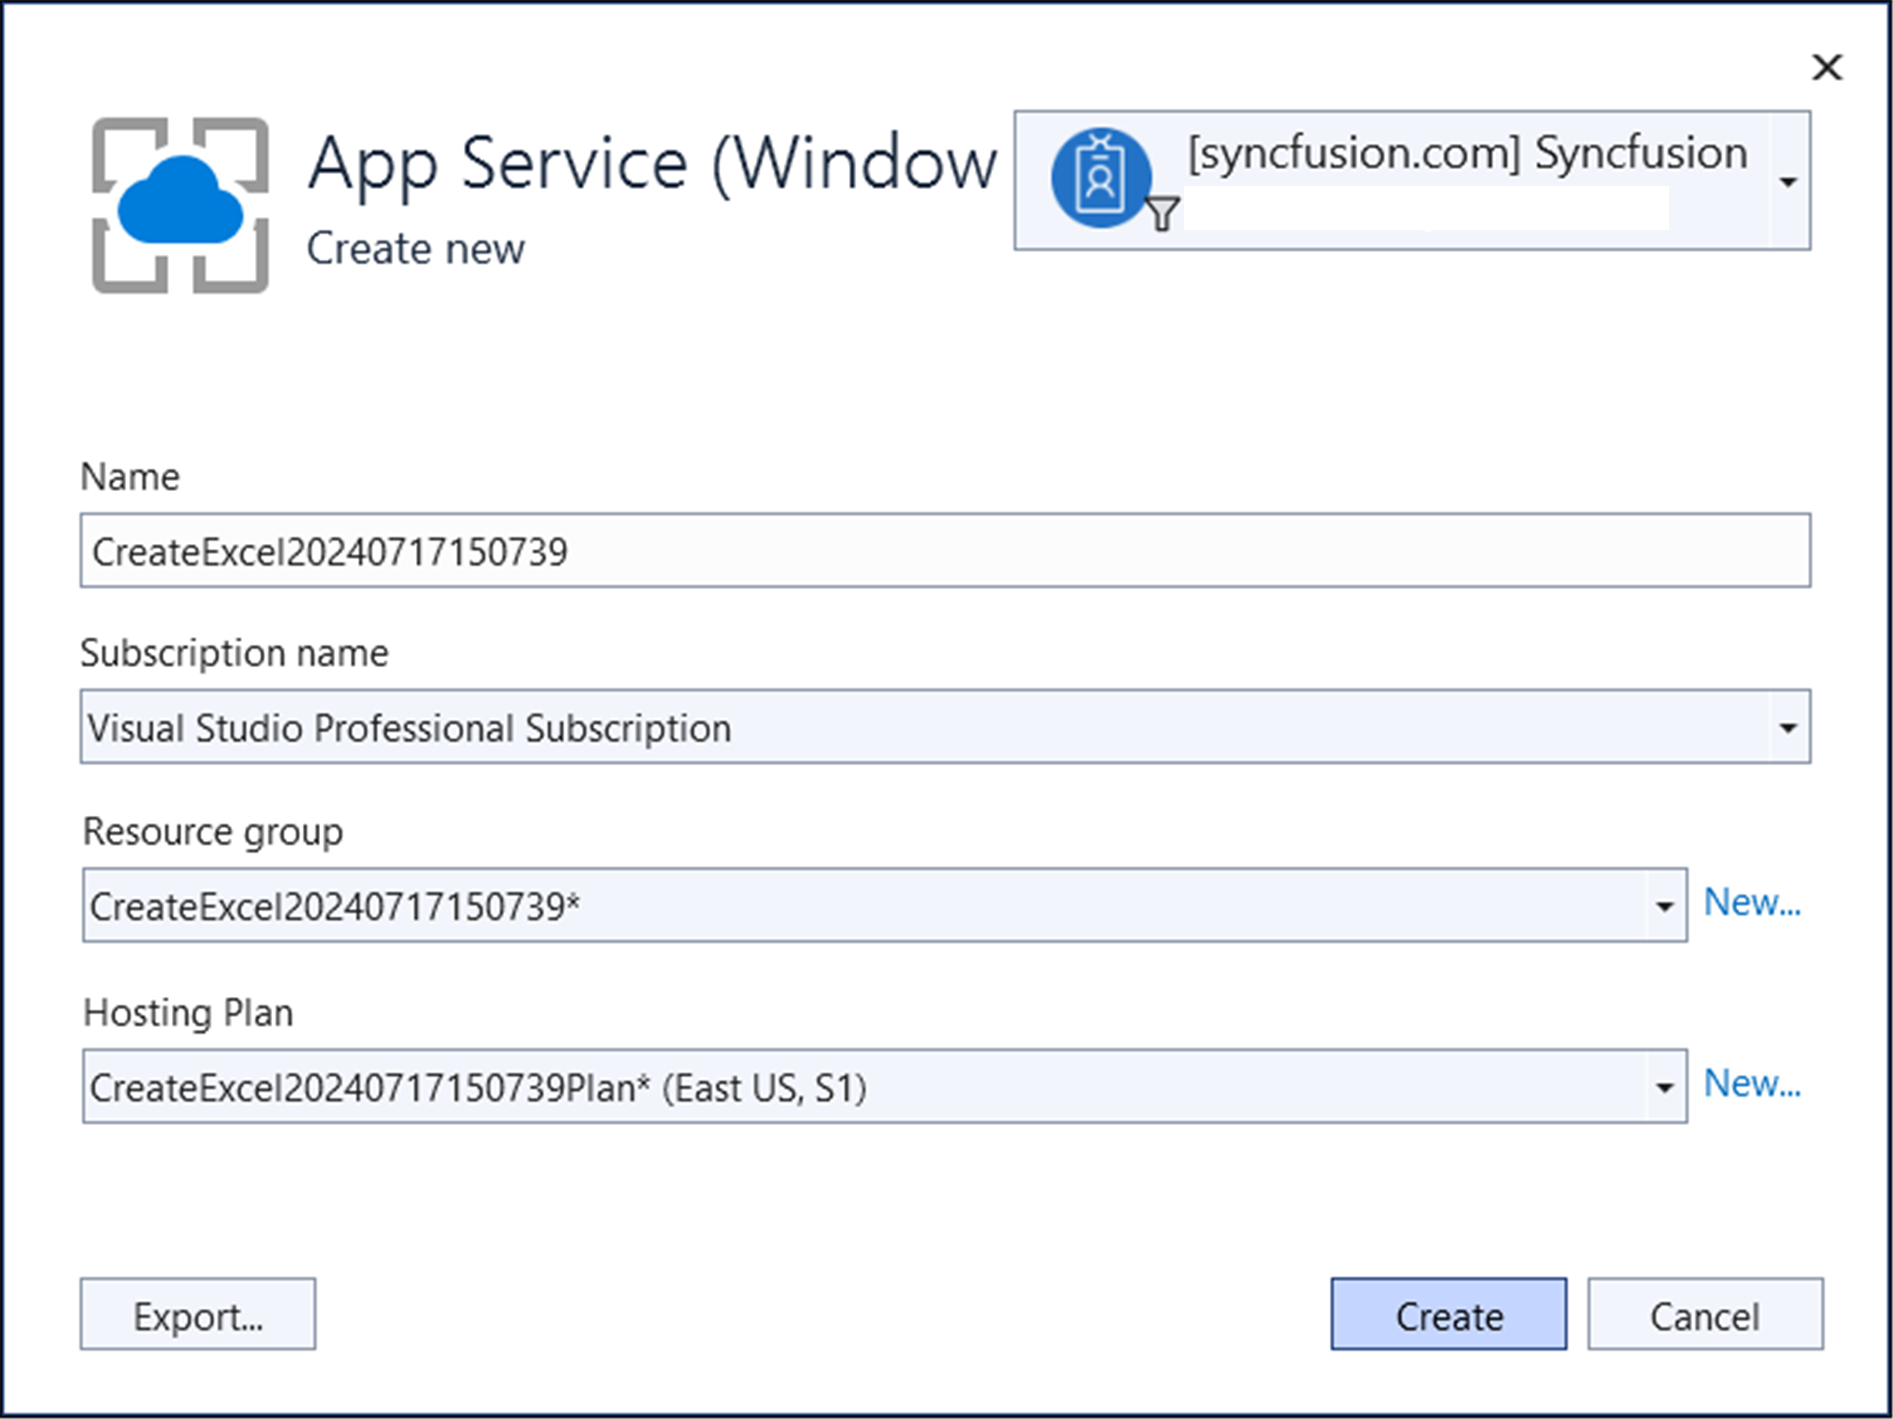 App Service (Window
Create new
[syncfusion.com] Syncfusion
Name
CreateExcel20240717150739
Subscription name
Visual Studio Professional Subscription
Resource group
CreateExcel20240717150739*
New...
Hosting Plan
CreateExcel20240717150739Plan* (East US, S1)
New...
Export...
Create
Cancel